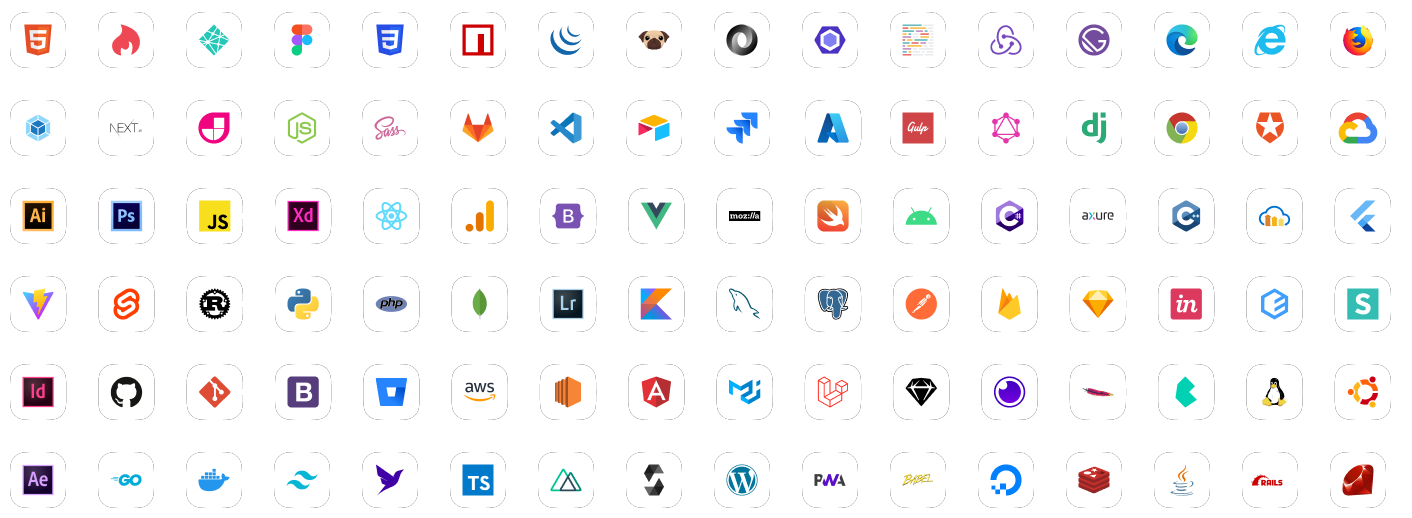 5 3
NEXT.JS JS Sass Gulp dj
Ai Ps JS Xd B moz://a C# axure C++
R php Lr in S
Id B aws A
Ae GO TS W PWA BABEL RAILS